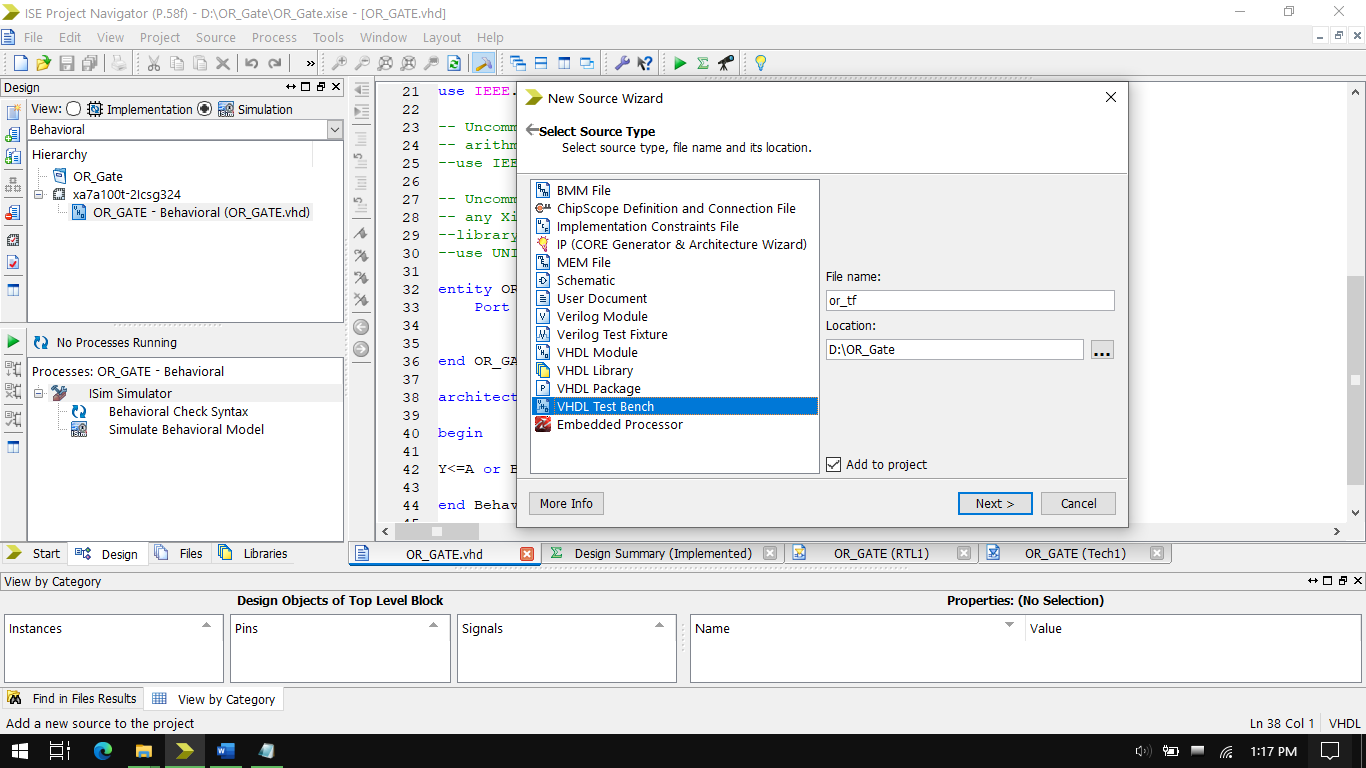 ISE Project Navigator (P.58f) - D:\OR_Gate\OR_Gate.xise - [OR_GATE.vhd]
File Edit View Project Source Process Tools Window Layout Help
Design
View: Implementation Simulation
Behavioral
Hierarchy
OR_Gate
xa7a100t-2Icsg324
OR_GATE - Behavioral (OR_GATE.vhd)
No Processes Running
Processes: OR_GATE - Behavioral
ISim Simulator
Behavioral Check Syntax
Simulate Behavioral Model
Start Design Files Libraries
21 use IEEE.
22
23 -- Uncomm
24 -- arithm
25 --use IEE
26
27 -- Uncomm
28 -- any Xi
29 --library
30 --use UNI
31
32 entity OR
33 Port
34
35
36 end OR_GA
37
38 architect
39
40 begin
41
42 Y<=A or B
43
44 end Behav
New Source Wizard
Select Source Type
Select source type, file name and its location.
BMM File
ChipScope Definition and Connection File
Implementation Constraints File
IP (CORE Generator & Architecture Wizard)
MEM File
Schematic
User Document
Verilog Module
Verilog Test Fixture
VHDL Module
VHDL Library
VHDL Package
VHDL Test Bench
Embedded Processor
File name:
or_tf
Location:
D:\OR_Gate
...
Add to project
More Info Next > Cancel
OR_GATE.vhd Design Summary (Implemented) OR_GATE (RTL1) OR_GATE (Tech1)
View by Category
Design Objects of Top Level Block Properties: (No Selection)
Instances Pins Signals Name Value
Find in Files Results View by Category
Add a new source to the project Ln 38 Col 1 VHDL
1:17 PM